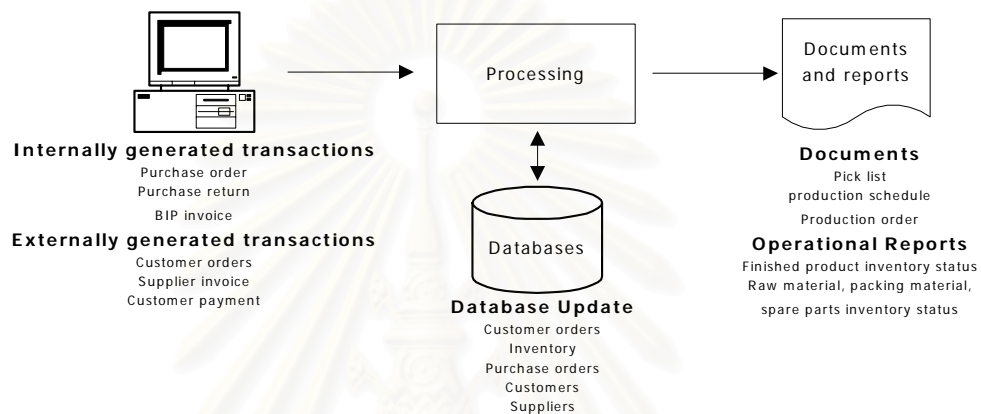 Processing
Documents
and reports
Internally generated transactions
Purchase order
Purchase return
BIP invoice
Externally generated transactions
Customer orders
Supplier invoice
Customer payment
Databases
Database Update
Customer orders
Inventory
Purchase orders
Customers
Suppliers
Documents
Pick list
production schedule
Production order
Operational Reports
Finished product inventory status
Raw material, packing material,
spare parts inventory status